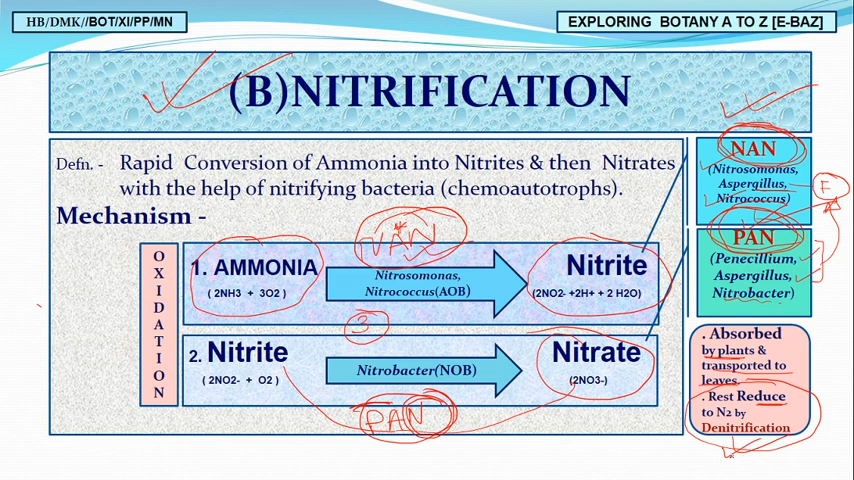 HB/DMK//BOT/XI/PP/MN
EXPLORING BOTANY A TO Z [E-BAZ]
(B)NITRIFICATION
Defn. - Rapid Conversion of Ammonia into Nitrites & then Nitrates
with the help of nitrifying bacteria (chemoautotrophs).
Mechanism -
OXIDATION
1. AMMONIA
( 2NH3 + 3O2 )
NAN
Nitrosomonas,
Nitrococcus(AOB)
Nitrite
(2NO2- +2H+ + 2 H2O)
3
2. Nitrite
( 2NO2- + O2 )
Nitrobacter(NOB)
Nitrate
(2NO3-)
PAN
NAN
(Nitrosomonas,
Aspergillus,
Nitrococcus)
F
PAN
(Penecillium,
Aspergillus,
Nitrobacter)
. Absorbed
by plants &
transported to
leaves.
. Rest Reduce
to N2 by
Denitrification